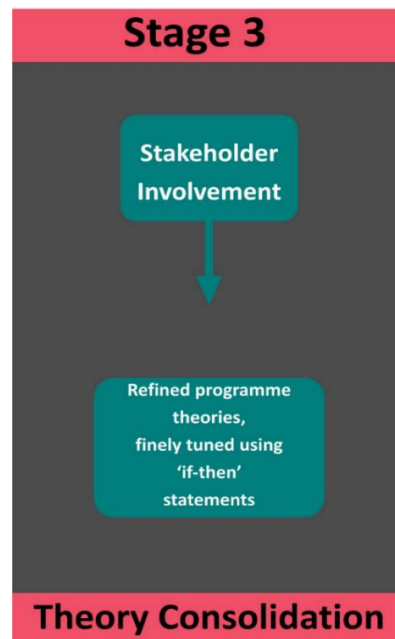 Stage 3
Stakeholder
Involvement
Refined programme
theories,
finely tuned using
‘if-then’
statements
Theory Consolidation